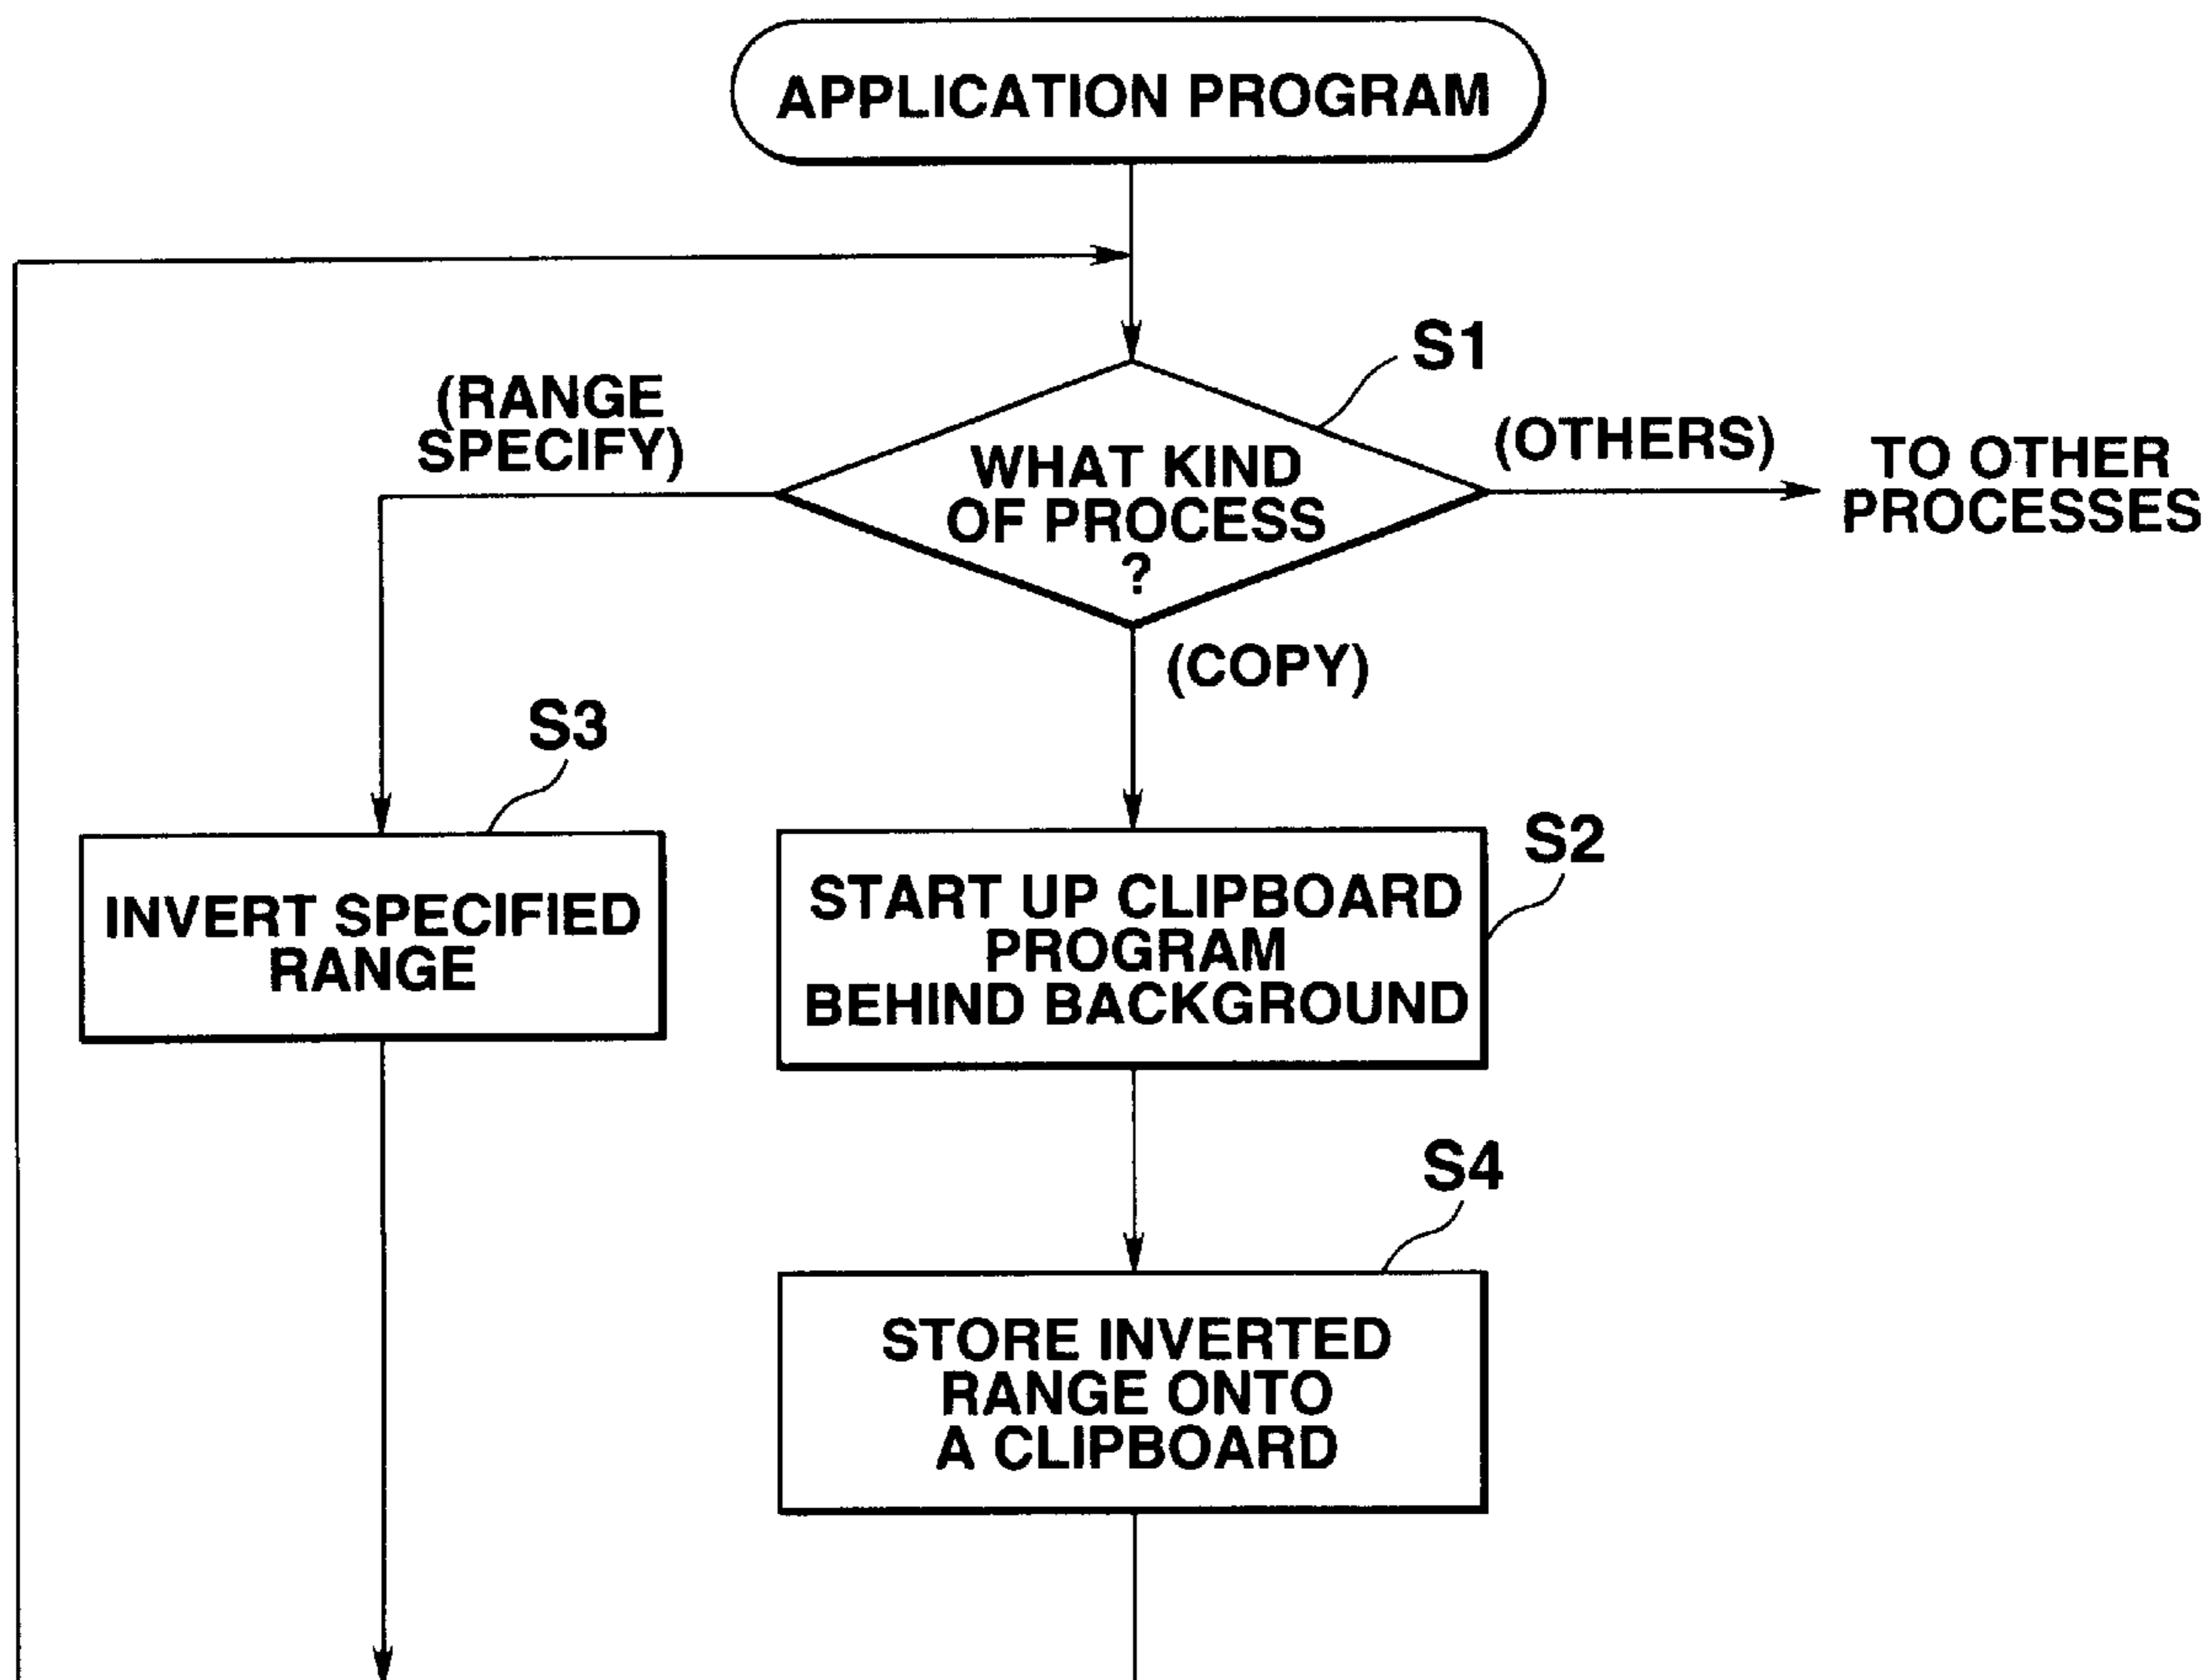 APPLICATION PROGRAM
S1
(RANGE
SPECIFY)
WHAT KIND
OF PROCESS
?
(OTHERS)
TO OTHER
PROCESSES
(COPY)
S3
INVERT SPECIFIED
RANGE
S2
START UP CLIPBOARD
PROGRAM
BEHIND BACKGROUND
S4
STORE INVERTED
RANGE ONTO
A CLIPBOARD